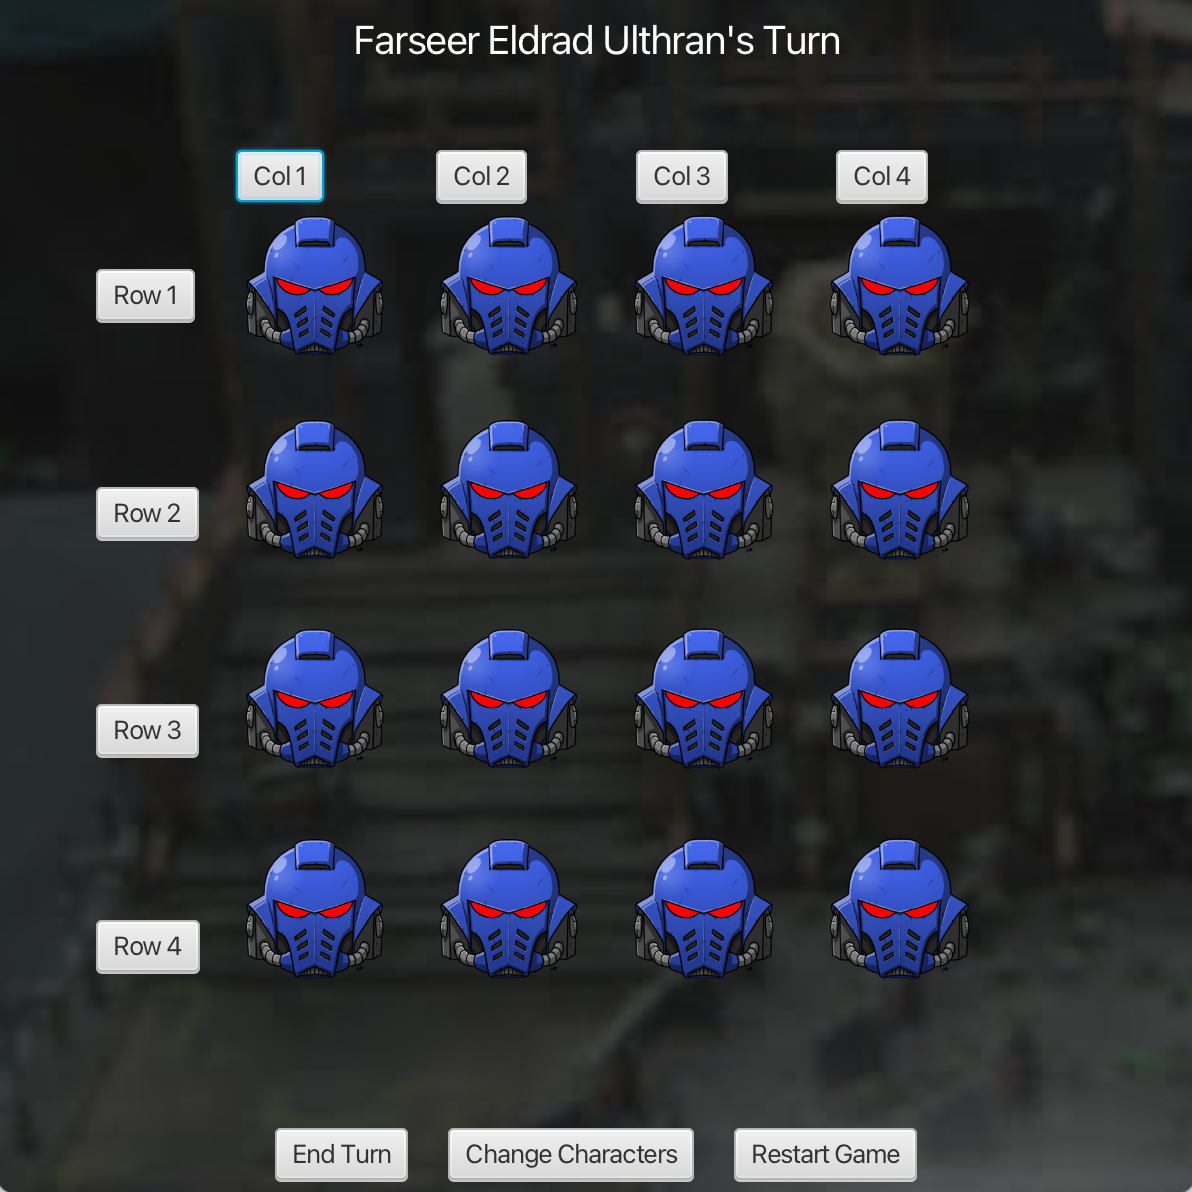 Farseer Eldrad Ulthran's Turn
Col 1
Col 2
Col 3
Col 4
Row 1
Row 2
Row 3
Row 4
End Turn
Change Characters
Restart Game